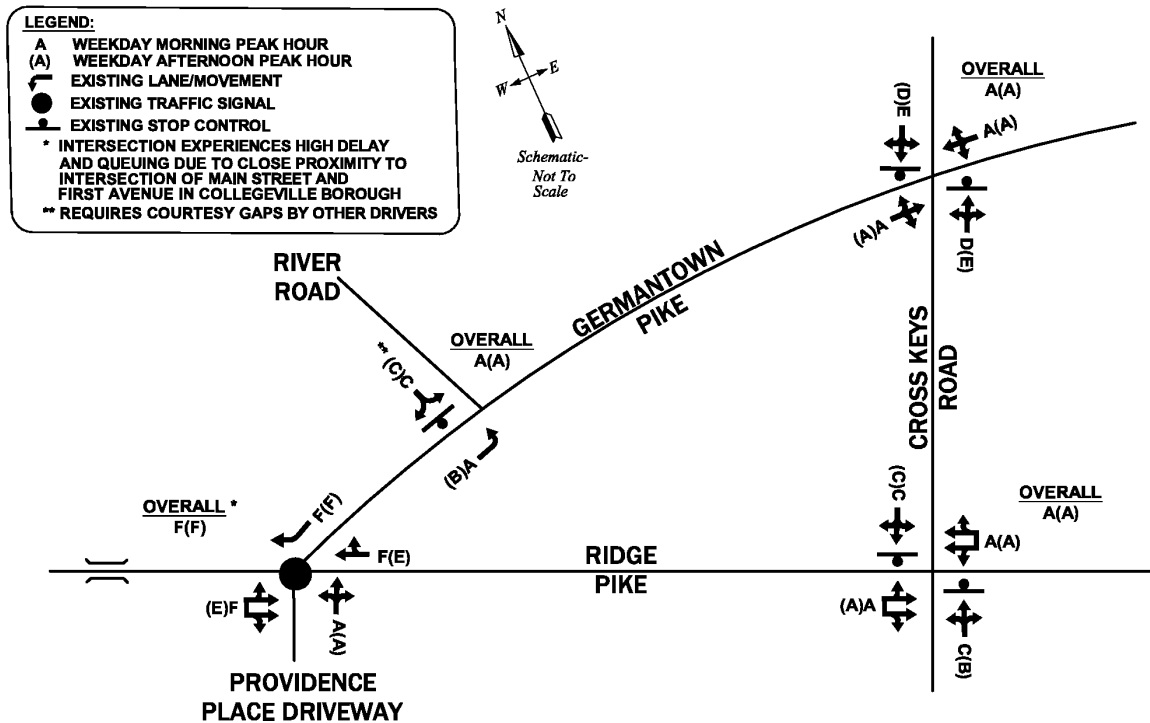 LEGEND:
A WEEKDAY MORNING PEAK HOUR
(A) WEEKDAY AFTERNOON PEAK HOUR
EXISTING LANE/MOVEMENT
EXISTING TRAFFIC SIGNAL
EXISTING STOP CONTROL
* INTERSECTION EXPERIENCES HIGH DELAY
AND QUEUING DUE TO CLOSE PROXIMITY TO
INTERSECTION OF MAIN STREET AND
FIRST AVENUE IN COLLEGEVILLE BOROUGH
** REQUIRES COURTESY GAPS BY OTHER DRIVERS
N
E
W
Schematic-
Not To
Scale
OVERALL
A(A)
(D)E
A(A)
(A)A
D(E)
RIVER
ROAD
GERMANTOWN
PIKE
OVERALL
A(A)
** (C)C
(B)A
CROSS KEYS
ROAD
OVERALL *
F(F)
F(F)
F(E)
(E)F
A(A)
RIDGE
PIKE
(C)C
OVERALL
A(A)
A(A)
(A)A
C(B)
PROVIDENCE
PLACE DRIVEWAY